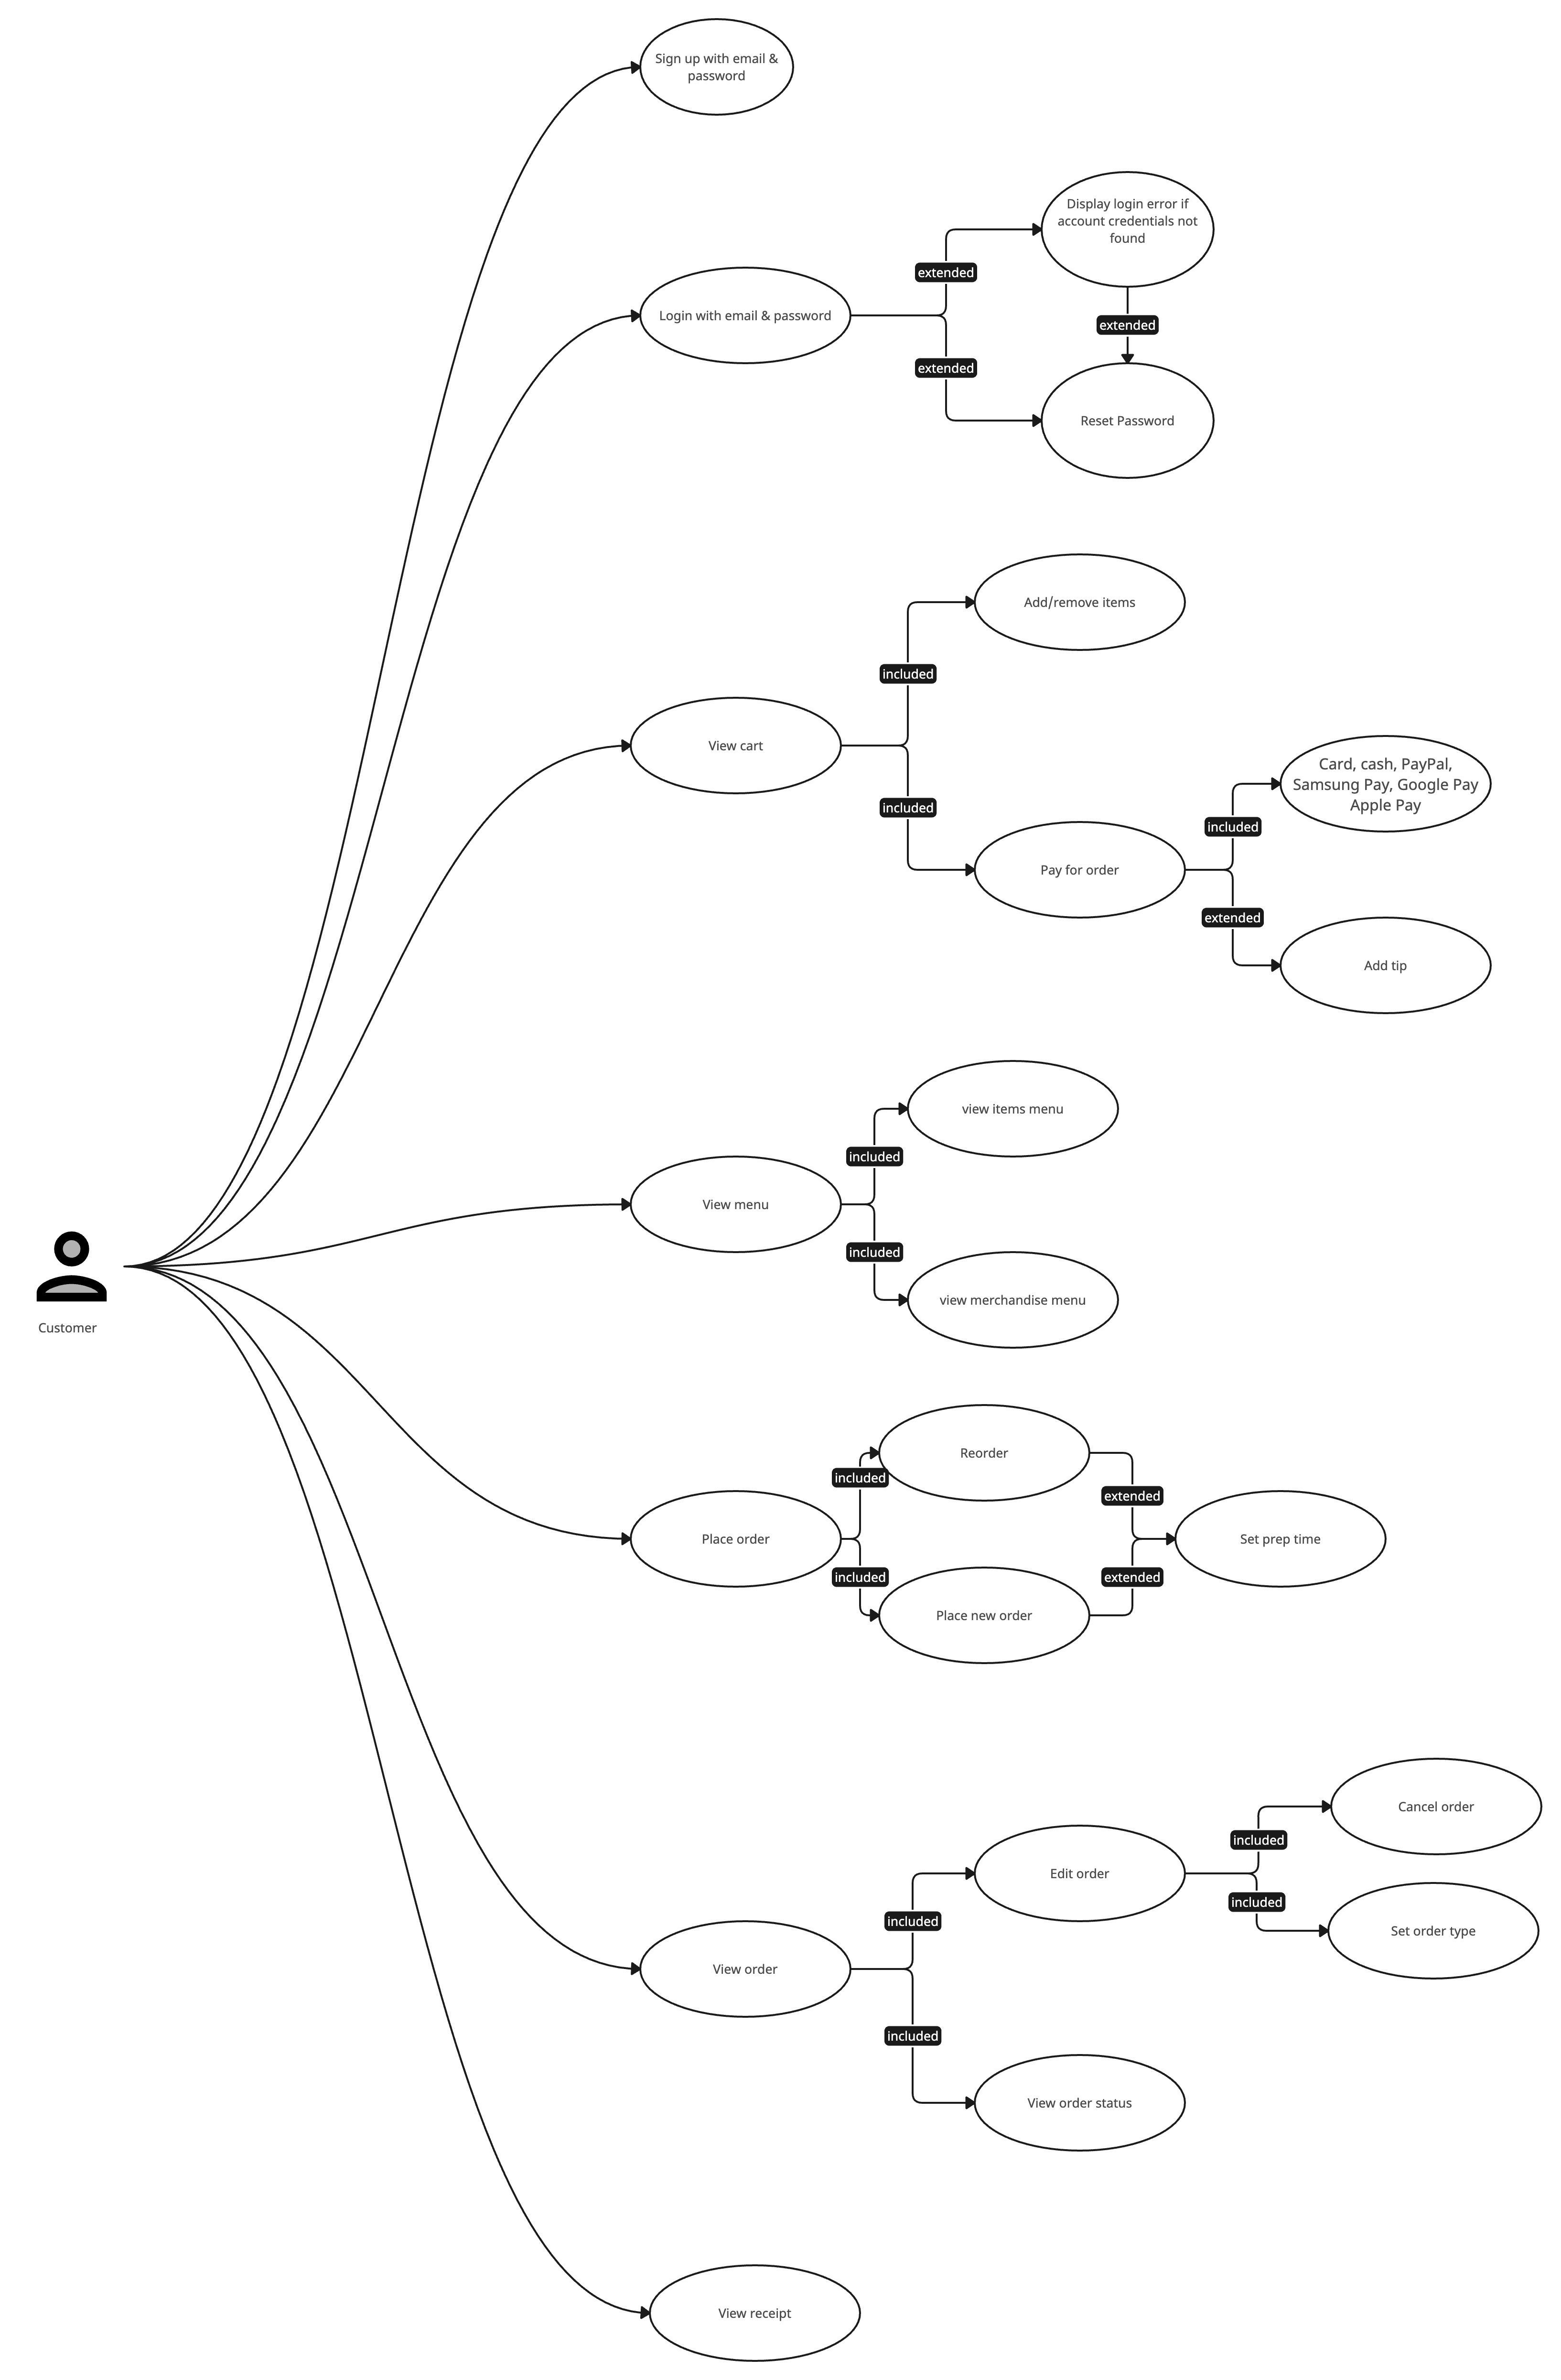 Sign up with email &
password
Display login error if
account credentials not
found
extended
Login with email & password
extended
extended
Reset Password
Add/remove items
included
View cart
included
Card, cash, PayPal,
Samsung Pay, Google Pay
Apple Pay
included
Pay for order
extended
Add tip
view items menu
included
View menu
included
view merchandise menu
Customer
Reorder
included
extended
Place order
Set prep time
included
extended
Place new order
Cancel order
included
Edit order
included
included
Set order type
View order
included
View order status
View receipt